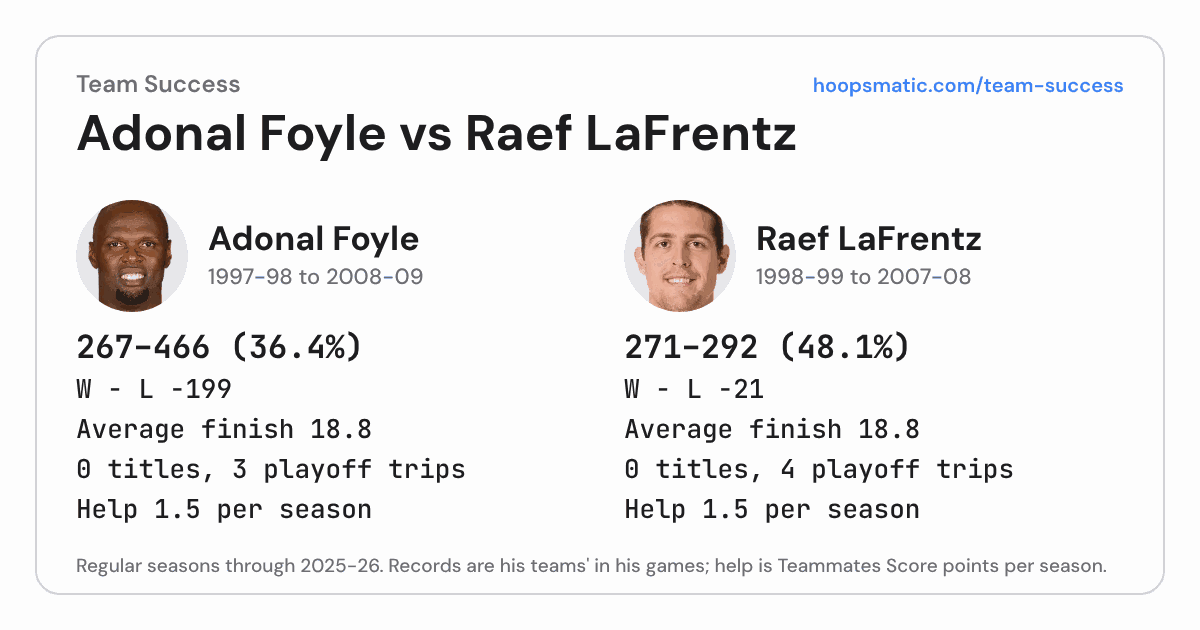 Team Success
hoopsmatic.com/team-success
Adonal Foyle vs Raef LaFrentz
Adonal Foyle
1997-98 to 2008-09
267-466 (36.4%)
W - L -199
Average finish 18.8
0 titles, 3 playoff trips
Help 1.5 per season
Raef LaFrentz
1998-99 to 2007-08
271-292 (48.1%)
W - L -21
Average finish 18.8
0 titles, 4 playoff trips
Help 1.5 per season
Regular seasons through 2025-26. Records are his teams' in his games; help is Teammates Score points per season.